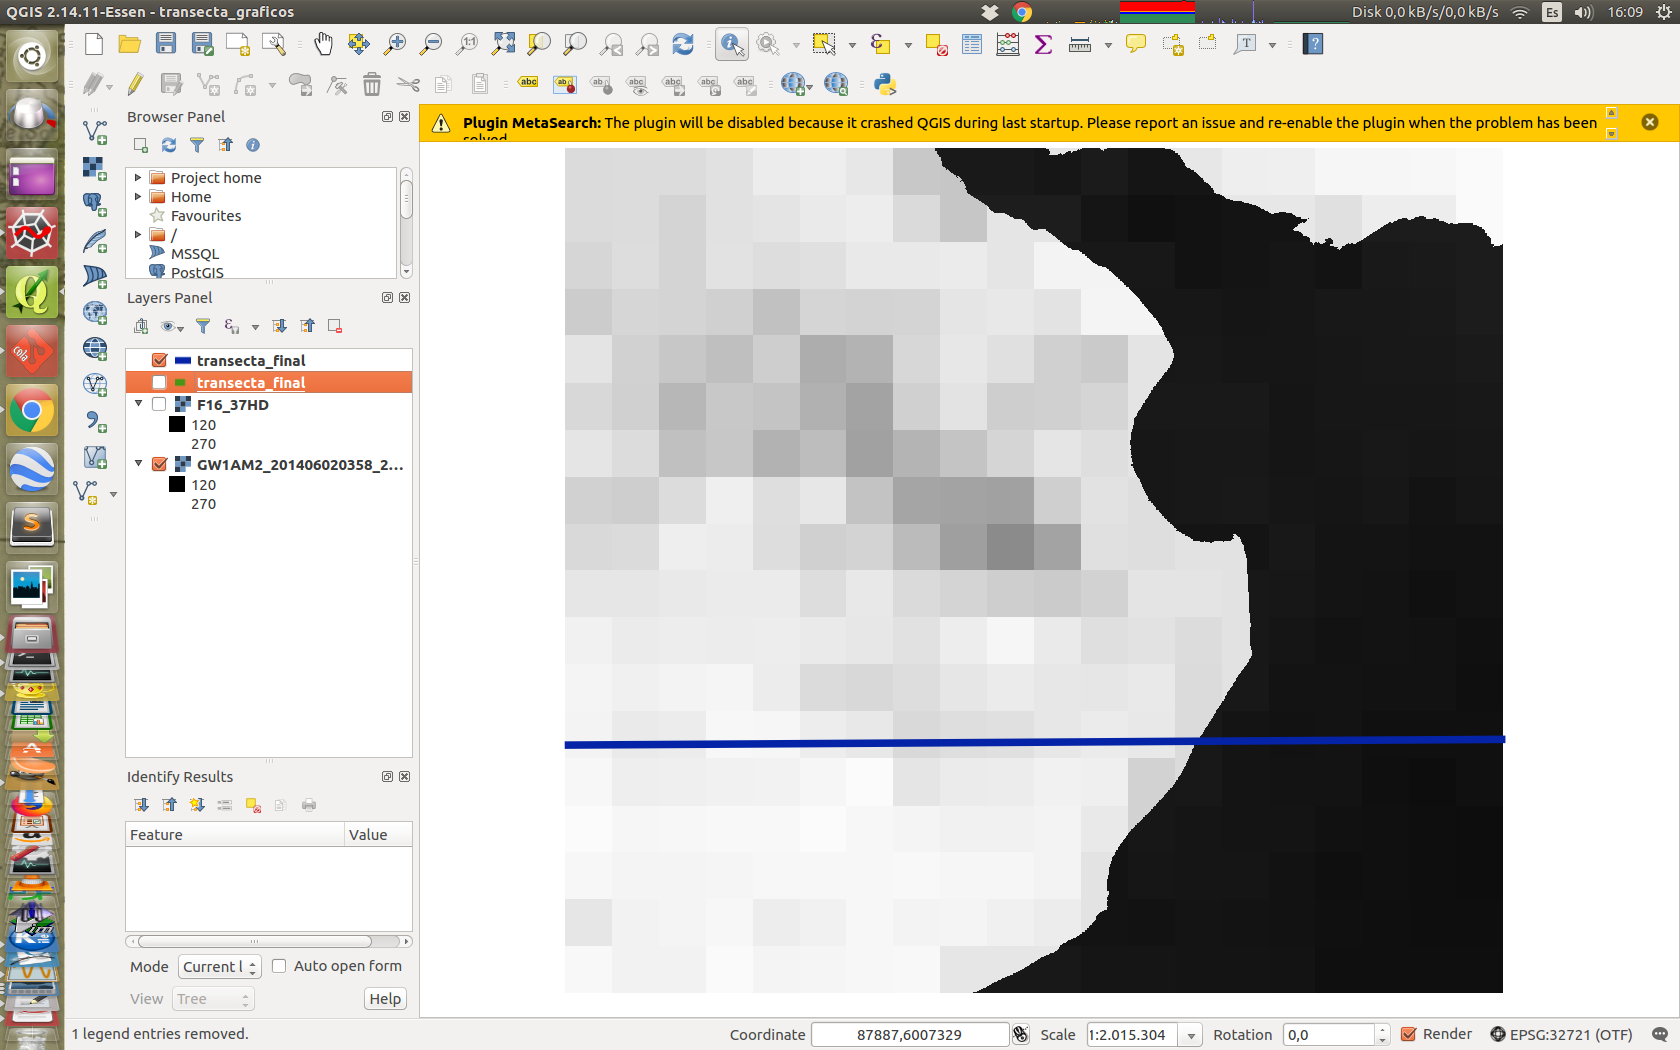 QGIS 2.14.11-Essen - transecta_graficos
Disk 0,0 kB/s/0,0 kB/s
Es
16:09
Browser Panel
Project home
Home
Favourites
/
MSSQL
PostGIS
Layers Panel
transecta_final
transecta_final
F16_37HD
120
270
GW1AM2_201406020358_2...
120
270
Identify Results
Feature
Value
Mode
Current l
Auto open form
View
Tree
Help
Plugin MetaSearch: The plugin will be disabled because it crashed QGIS during last startup. Please report an issue and re-enable the plugin when the problem has been
solved.
1 legend entries removed.
Coordinate
87887,6007329
Scale
1:2.015.304
Rotation
0,0
Render
EPSG:32721 (OTF)